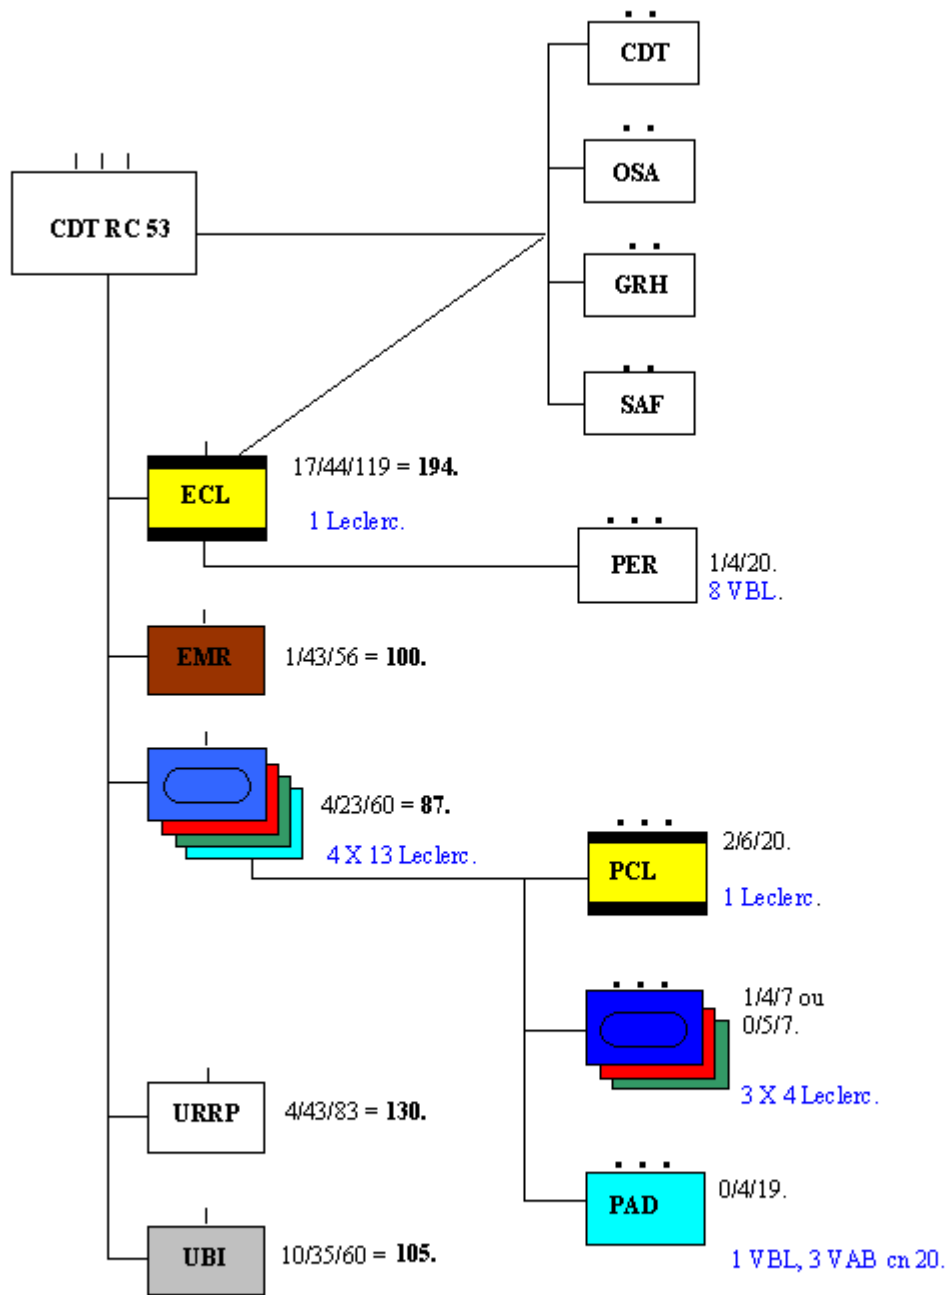 CDT
OSA
CDT RC 53
GRH
SAF
17/44/119 = 194.
ECL
1 Leclerc.
PER
1/4/20.
8 VBL.
EMR
1/43/56 = 100.
4/23/60 = 87.
4 X 13 Leclerc.
2/6/20.
PCL
1 Leclerc.
1/4/7 ou
0/5/7.
3 X 4 Leclerc.
URRP
4/43/83 = 130.
PAD
0/4/19.
1 VBL, 3 VAB cn 20.
UBI
10/35/60 = 105.